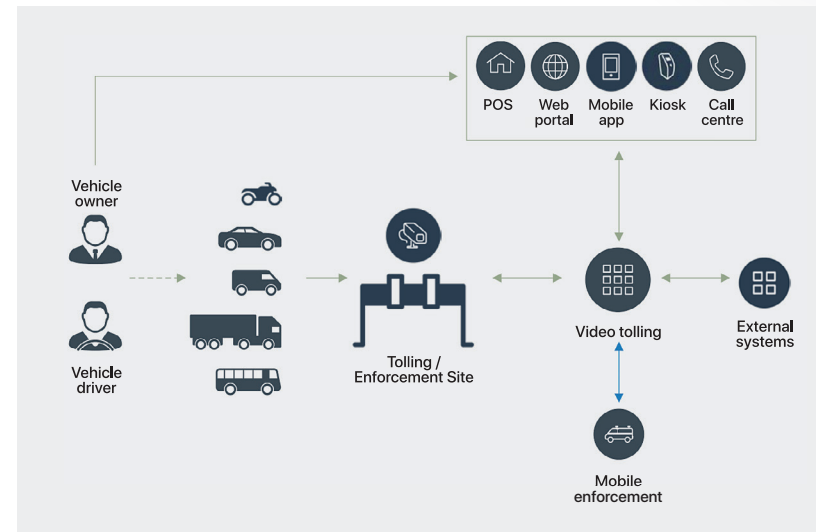 POS
Web
portal
Mobile
app
Kiosk
Call
centre
Vehicle
owner
Vehicle
driver
Tolling /
Enforcement Site
Video tolling
External
systems
Mobile
enforcement